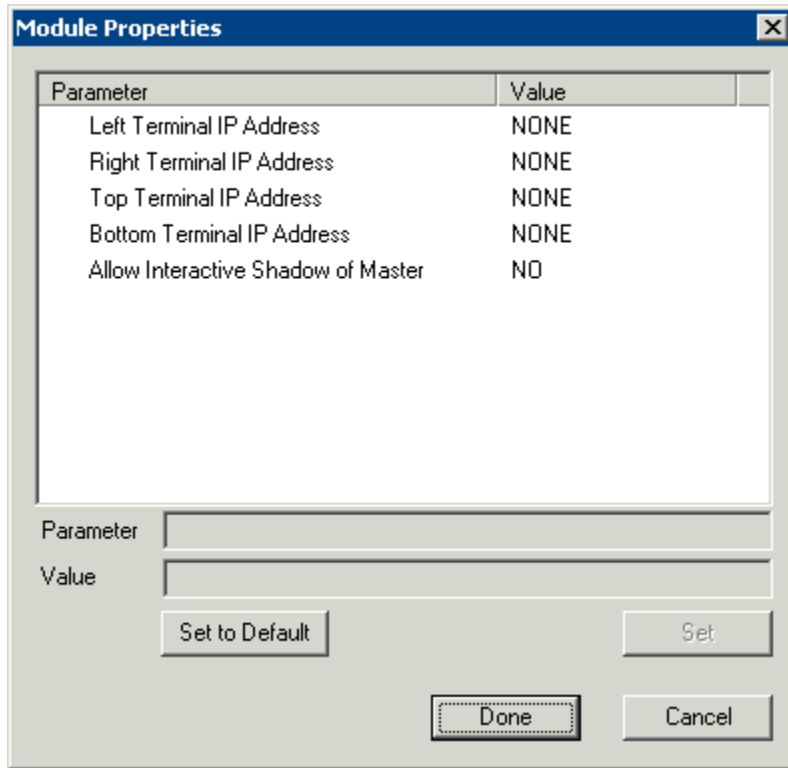 Module Properties
Parameter Value
Left Terminal IP Address NONE
Right Terminal IP Address NONE
Top Terminal IP Address NONE
Bottom Terminal IP Address NONE
Allow Interactive Shadow of Master NO
Parameter
Value
Set to Default Set
Done Cancel